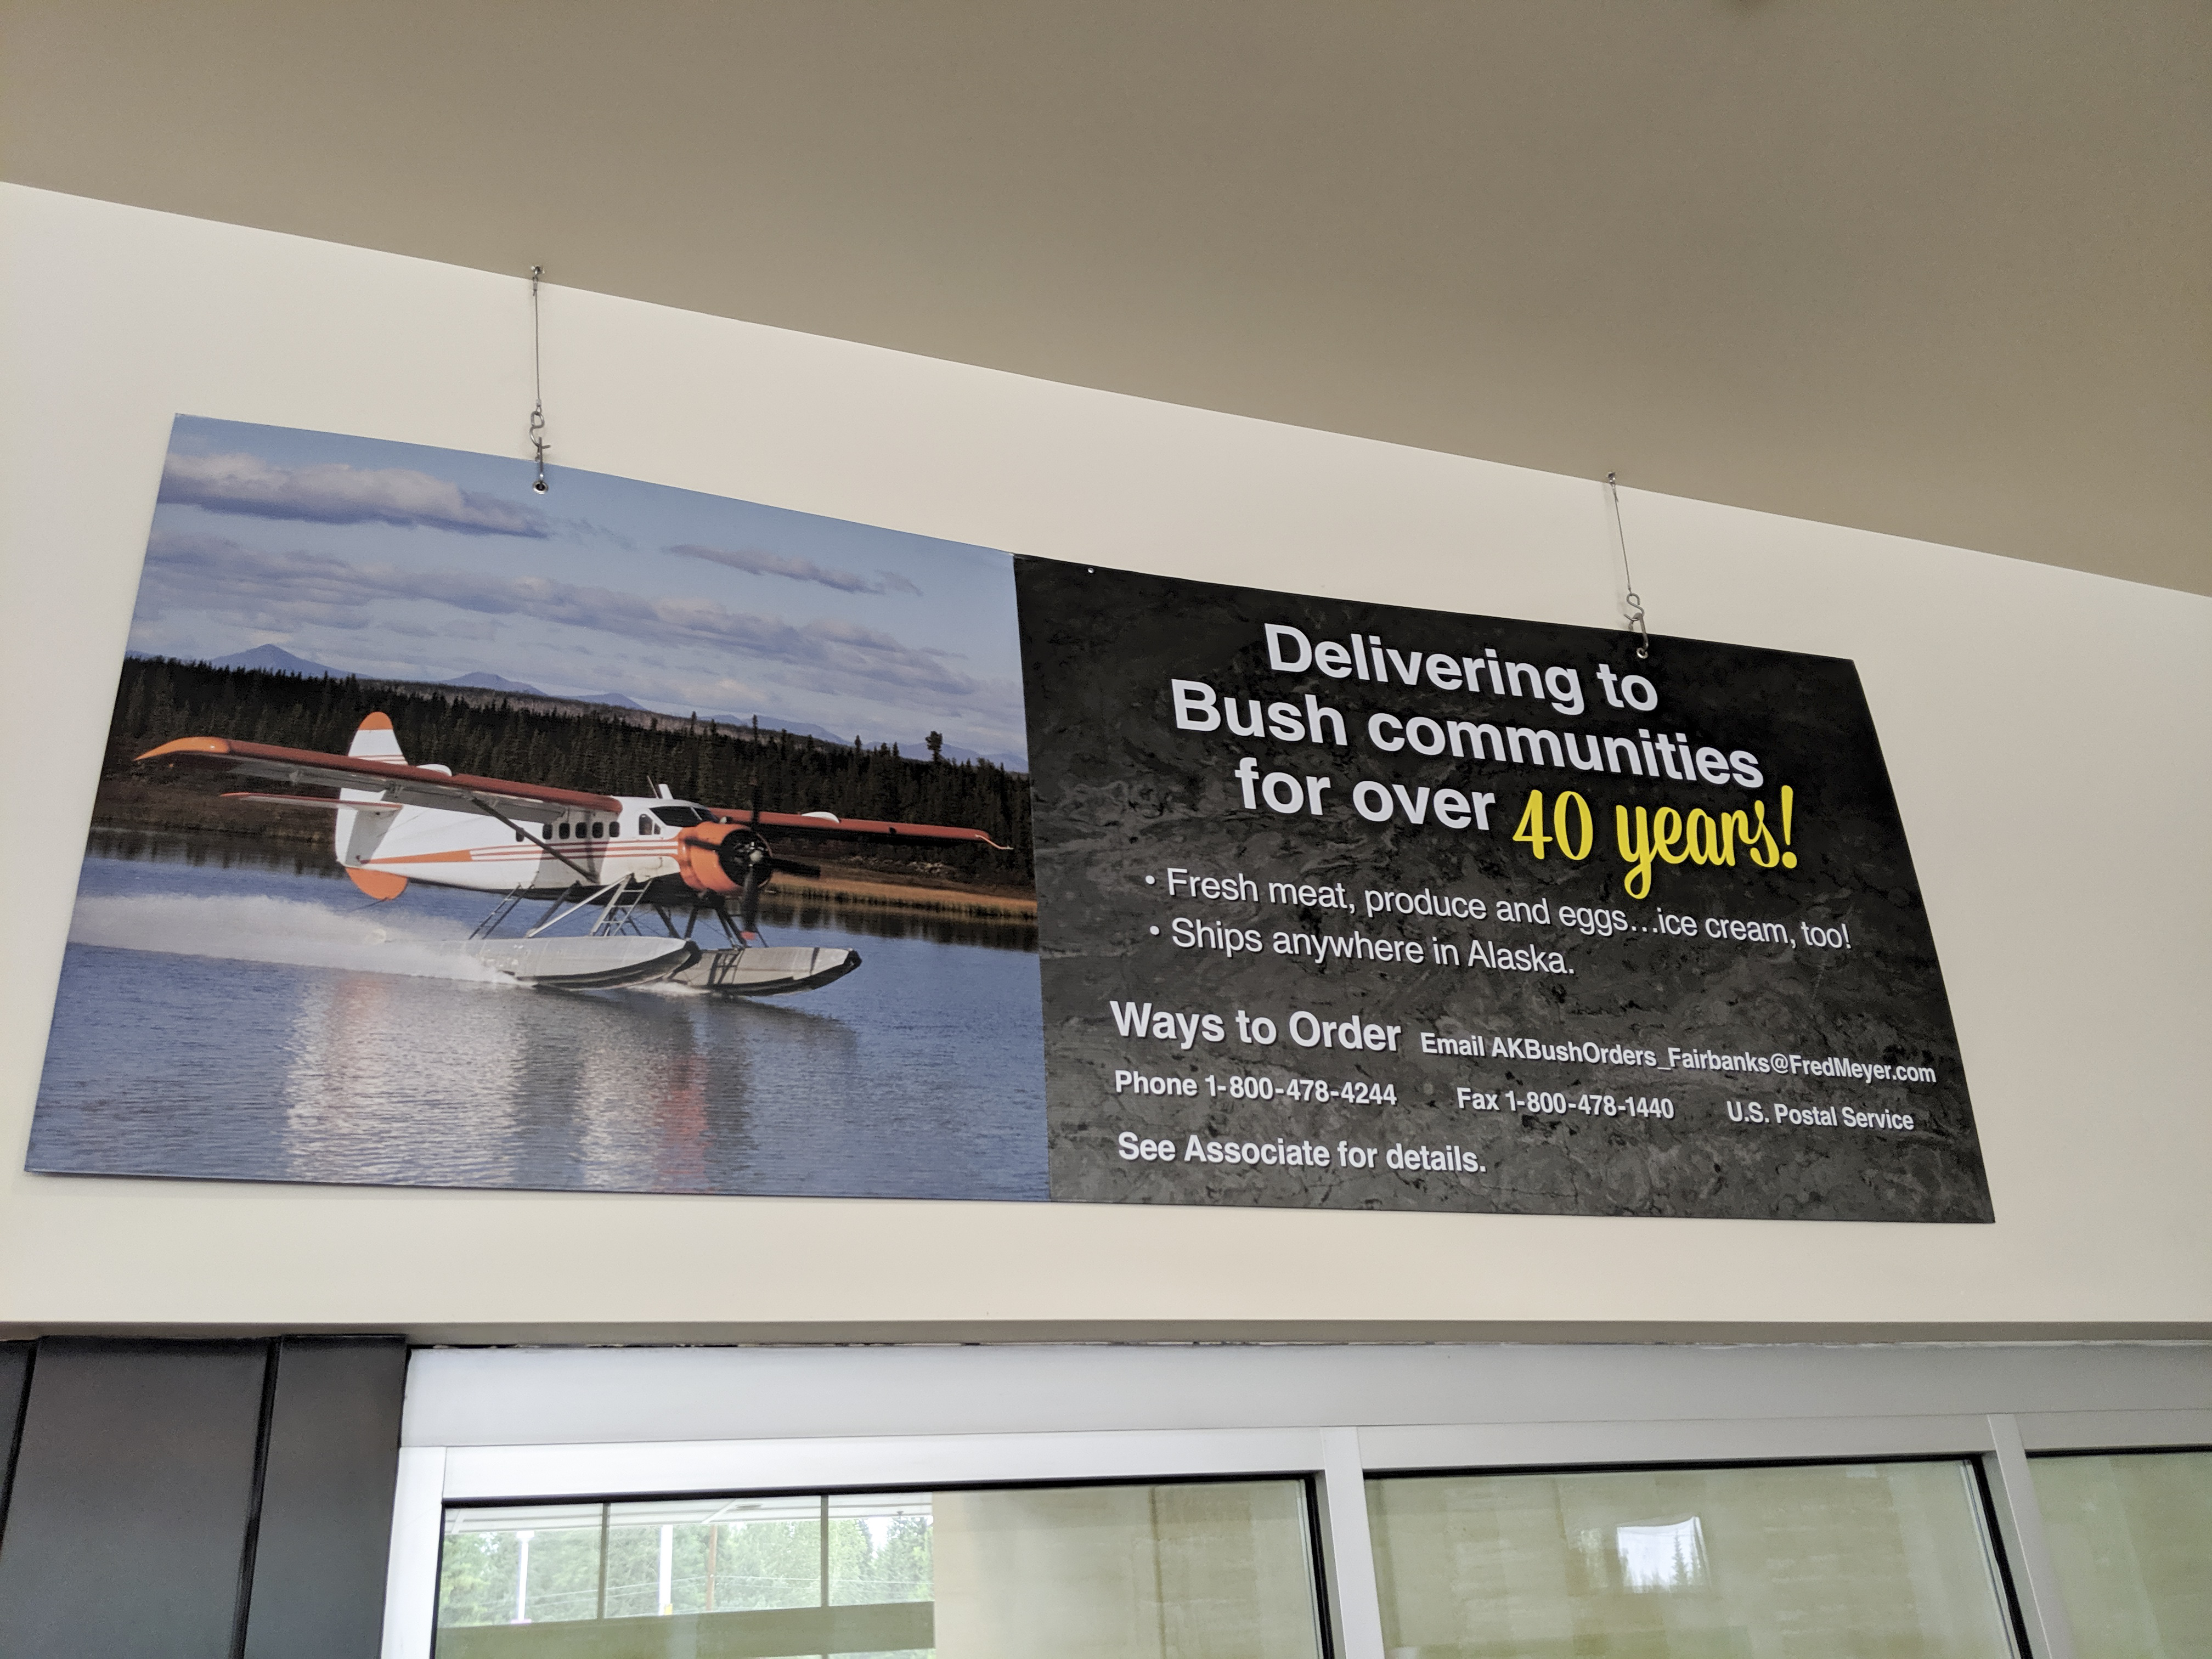 Delivering to
Bush communities
for over 40 years!
• Fresh meat, produce and eggs...ice cream, too!
• Ships anywhere in Alaska.
Ways to Order Email AKBushOrders_Fairbanks@FredMeyer.com
Phone 1-800-478-4244 Fax 1-800-478-1440 U.S. Postal Service
See Associate for details.